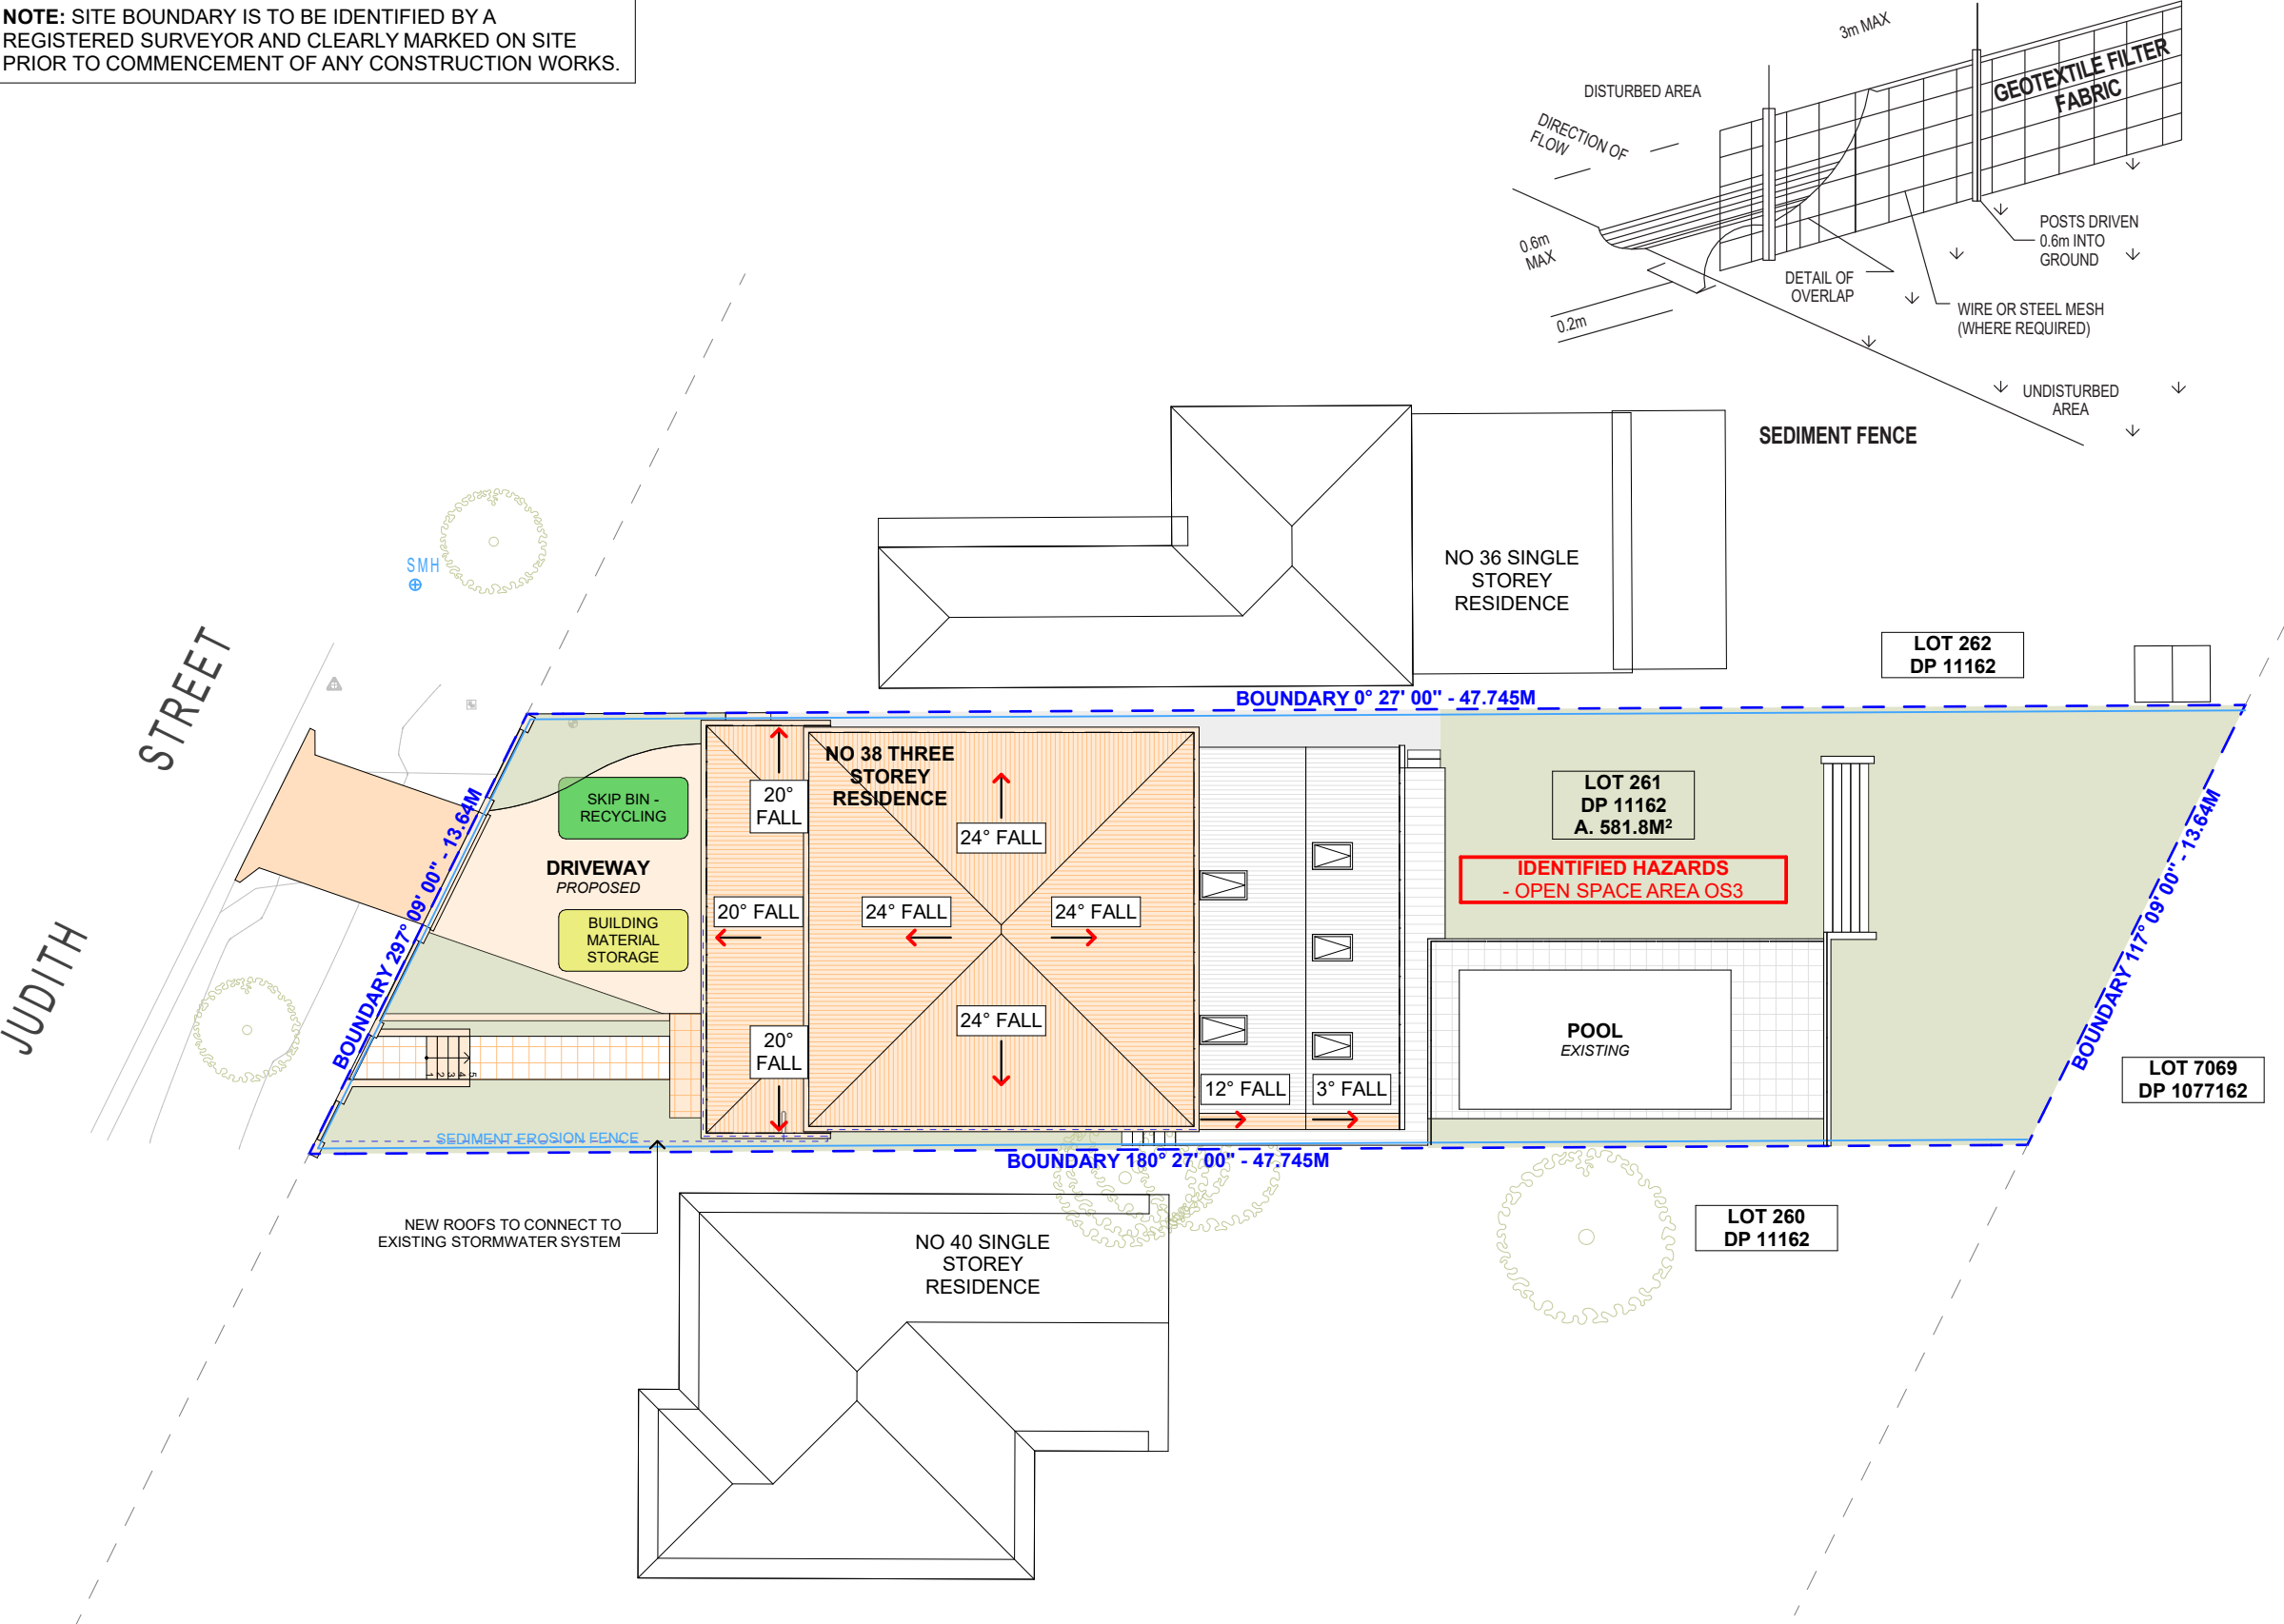 NOTE: SITE BOUNDARY IS TO BE IDENTIFIED BY A
REGISTERED SURVEYOR AND CLEARLY MARKED ON SITE
PRIOR TO COMMENCEMENT OF ANY CONSTRUCTION WORKS.
3m MAX
GEOTEXTILE FILTER
FABRIC
DISTURBED AREA
DIRECTION OF
FLOW
0.6m
MAX
0.2m
DETAIL OF
OVERLAP
POSTS DRIVEN
0.6m INTO
GROUND
WIRE OR STEEL MESH
(WHERE REQUIRED)
UNDISTURBED
AREA
SEDIMENT FENCE
SMH
JUDITH STREET
NO 36 SINGLE
STOREY
RESIDENCE
LOT 262
DP 11162
BOUNDARY 0° 27' 00" - 47.745M
NO 38 THREE
STOREY
RESIDENCE
SKIP BIN -
RECYCLING
DRIVEWAY
PROPOSED
BUILDING
MATERIAL
STORAGE
BOUNDARY 297° 09' 00" - 13.64M
20°
FALL
20° FALL
20°
FALL
24° FALL
24° FALL
24° FALL
24° FALL
12° FALL
3° FALL
LOT 261
DP 11162
A. 581.8M²
IDENTIFIED HAZARDS
- OPEN SPACE AREA OS3
POOL
EXISTING
BOUNDARY 117° 09' 00" - 13.64M
LOT 7069
DP 1077162
1 2 3 4 5
SEDIMENT EROSION FENCE
BOUNDARY 180° 27' 00" - 47.745M
NEW ROOFS TO CONNECT TO
EXISTING STORMWATER SYSTEM
NO 40 SINGLE
STOREY
RESIDENCE
LOT 260
DP 11162